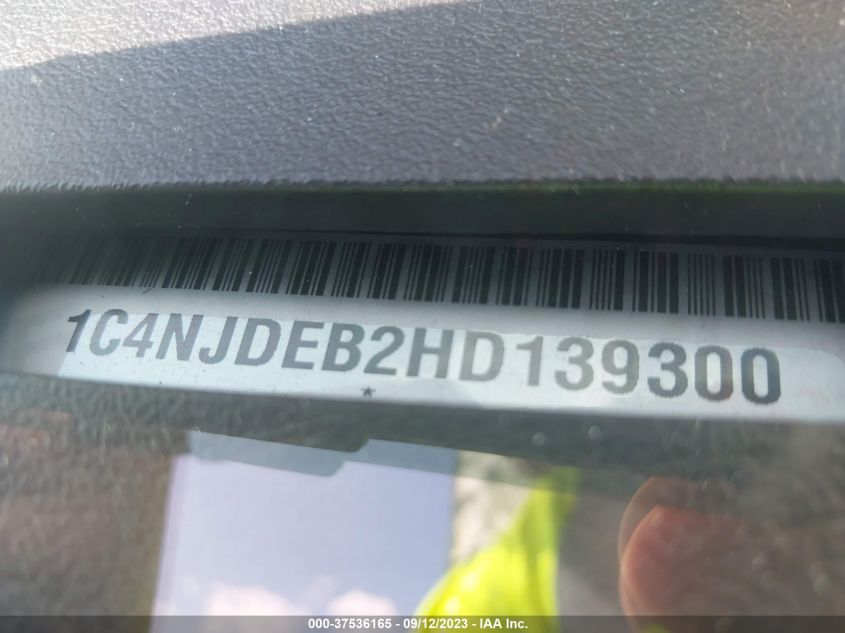 1C4NJDEB2HD139300
*
000-37536165 - 09/12/2023 - IAA Inc.